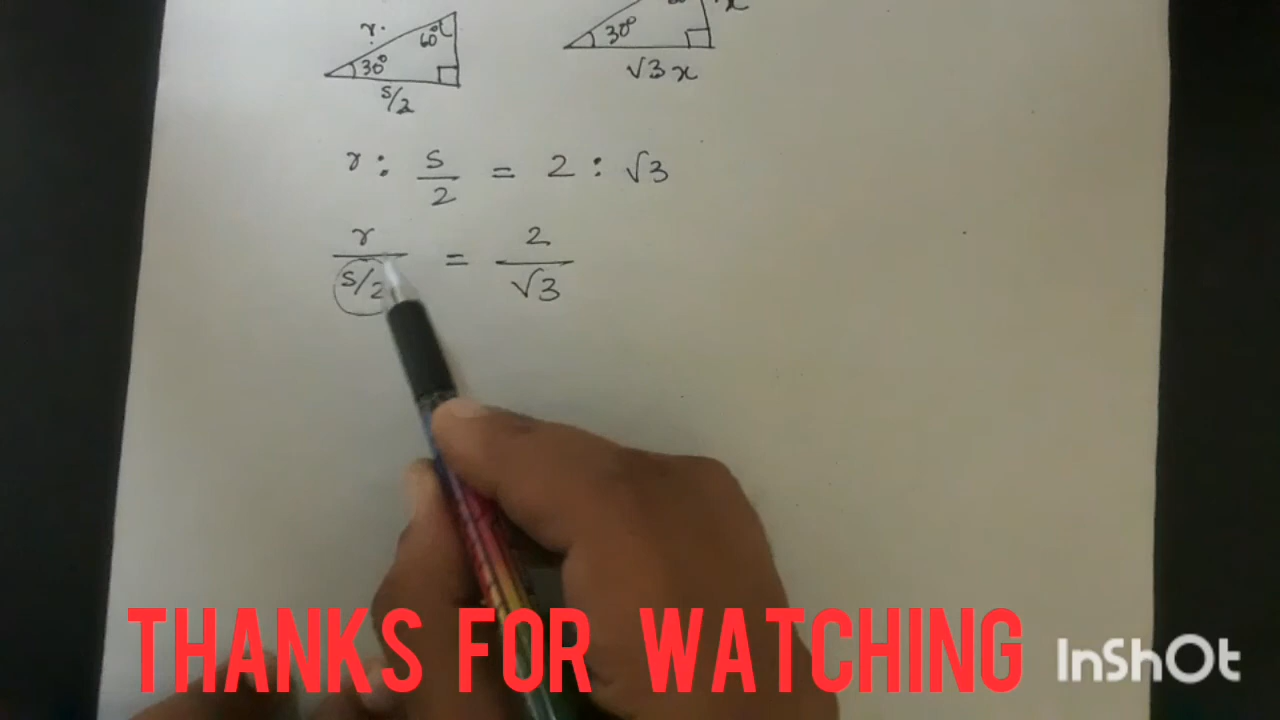 r 60° x
30° 30°
s/2 √3 x
r : s/2 = 2 : √3
r/(s/2) = 2/√3
THANKS FOR WATCHING
InShOt